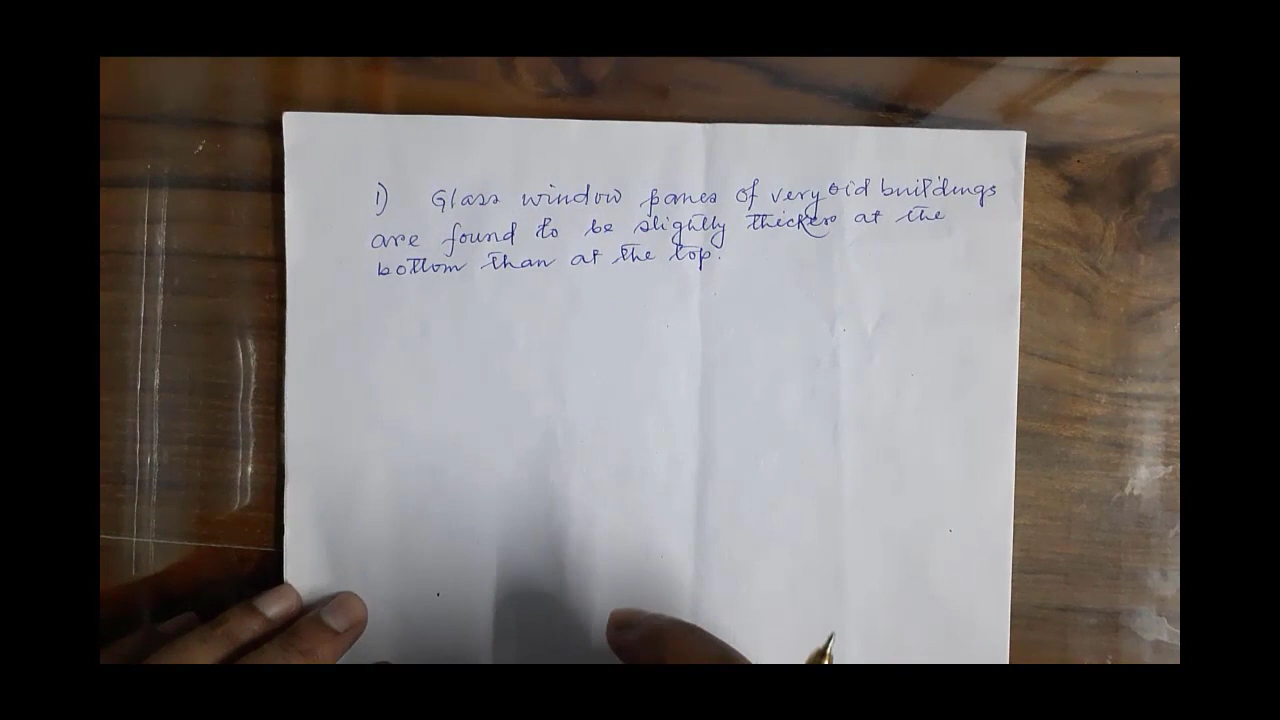 1) Glass window panes of very old buildings
are found to be slightly thicker at the
bottom than at the top.